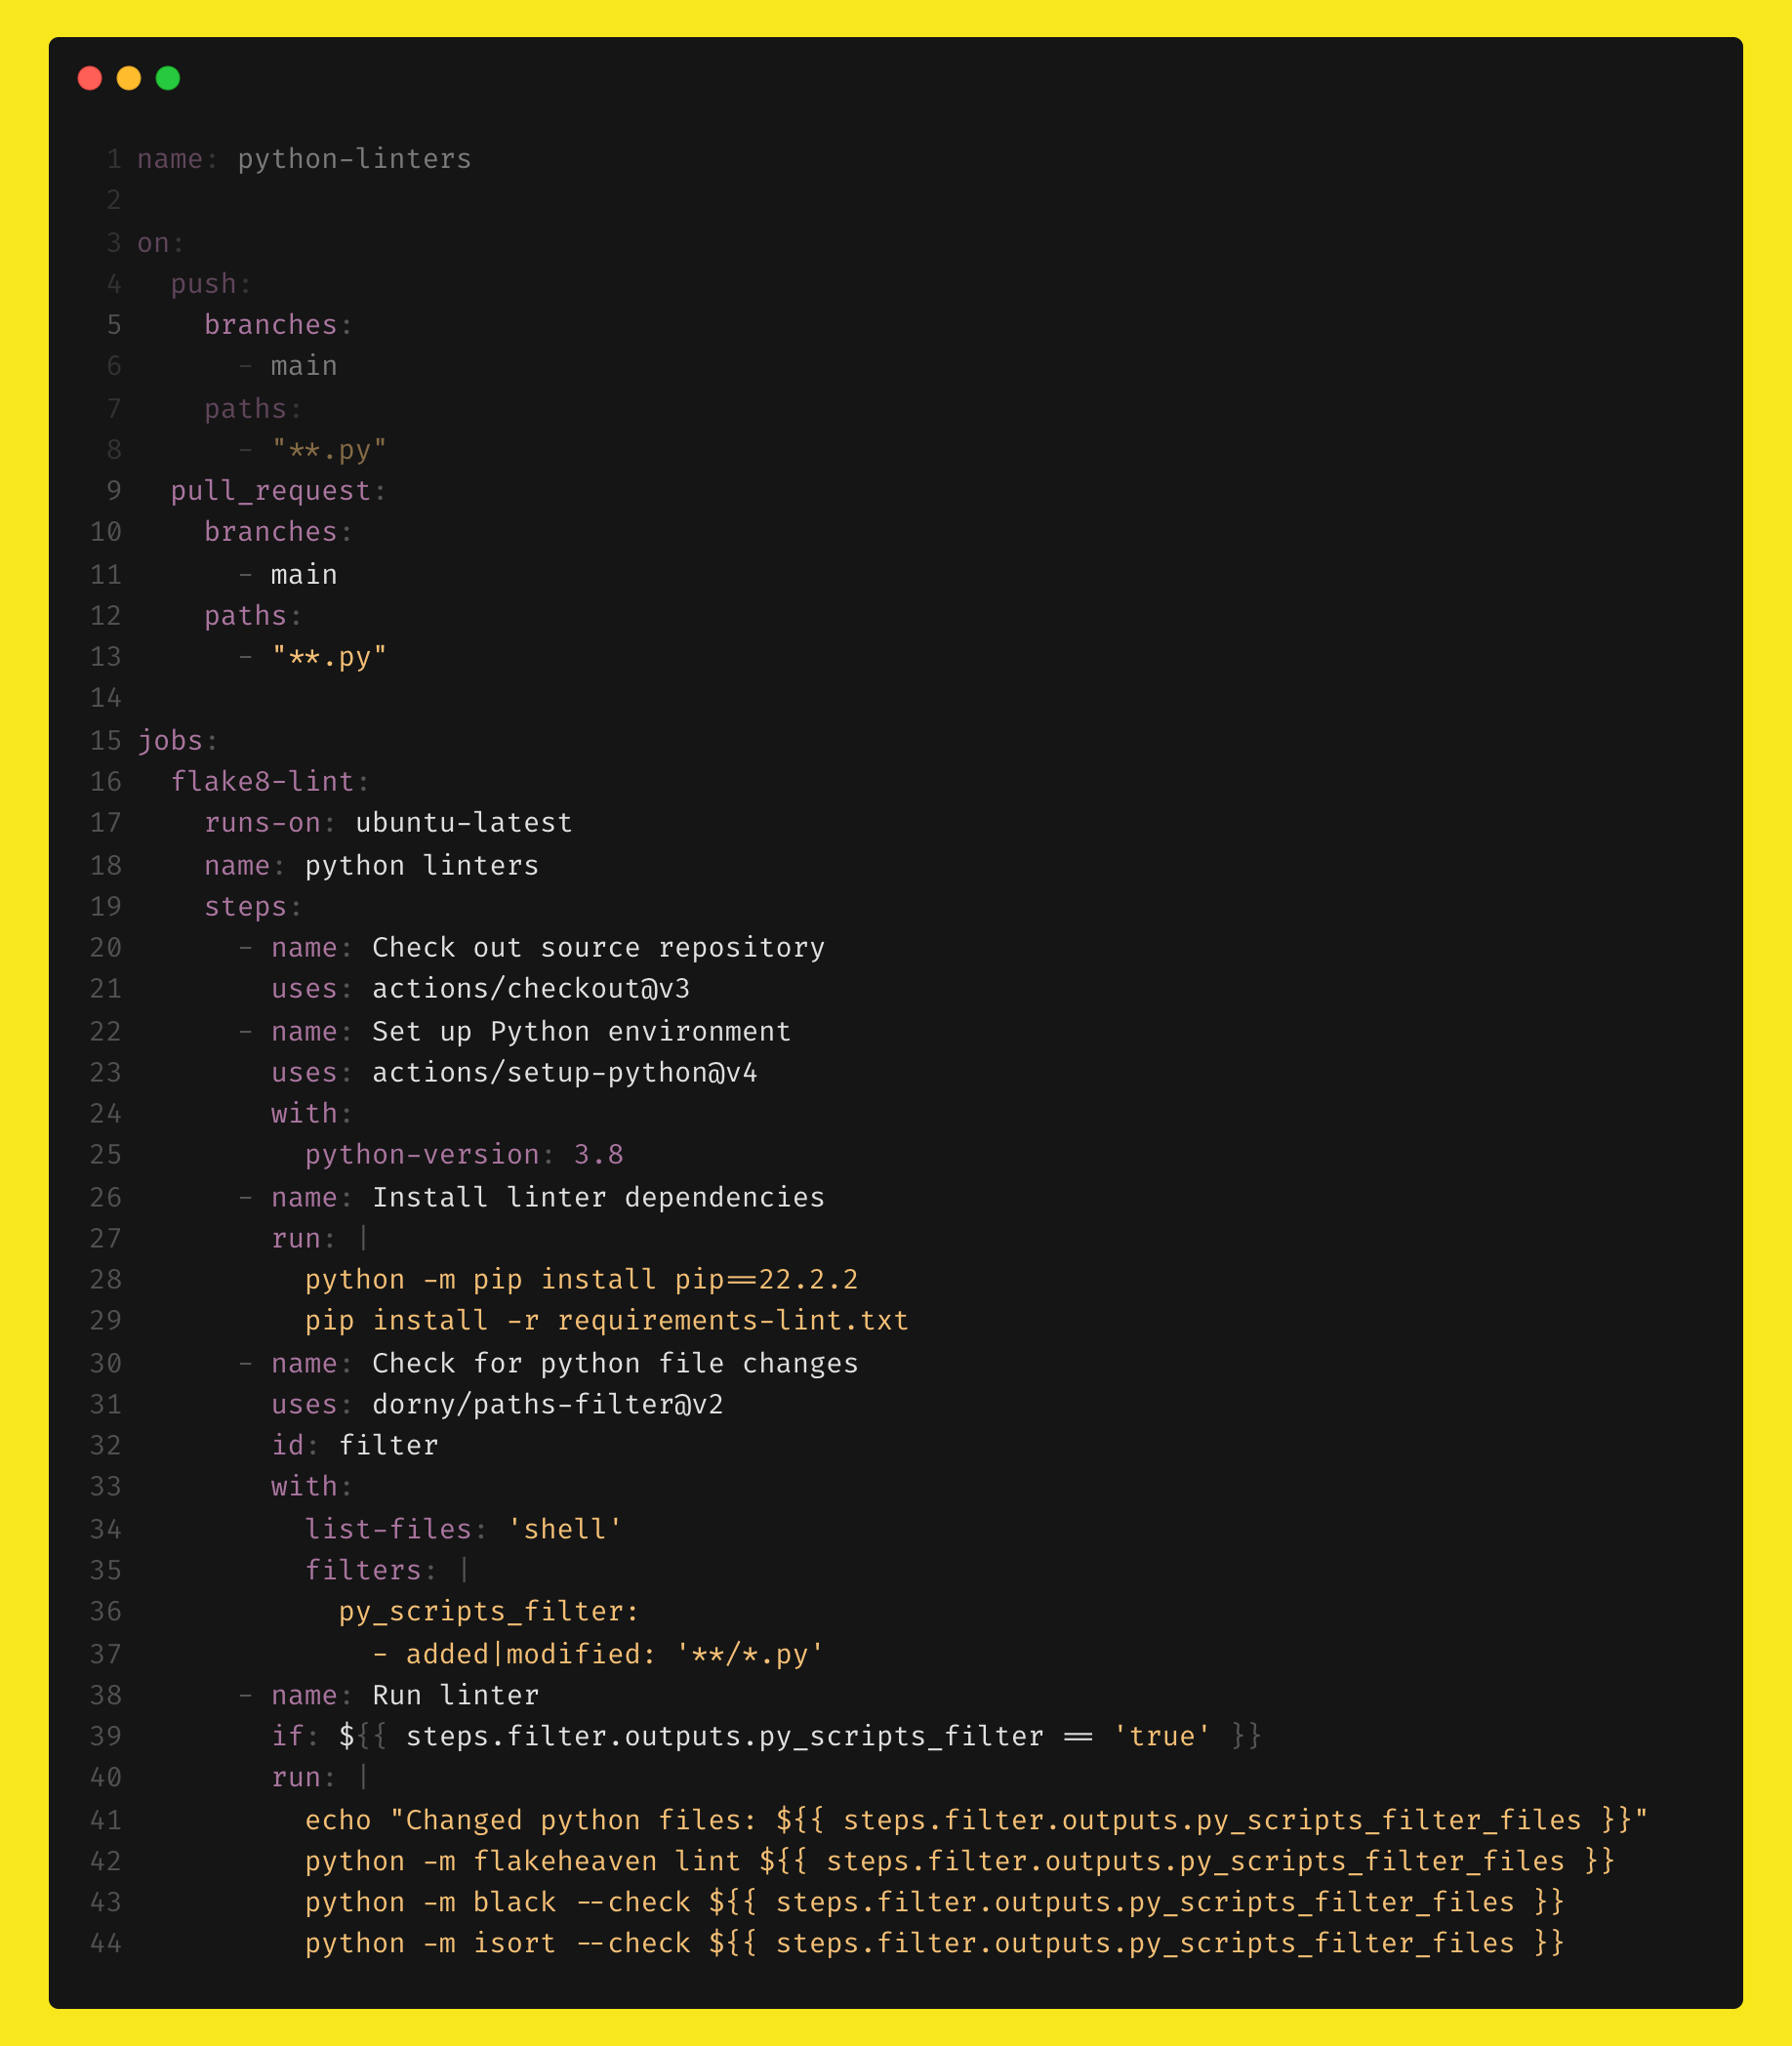 1 name: python-linters
2
3 on:
4   push:
5     branches:
6       - main
7     paths:
8       - "**.py"
9   pull_request:
10     branches:
11       - main
12     paths:
13       - "**.py"
14
15 jobs:
16   flake8-lint:
17     runs-on: ubuntu-latest
18     name: python linters
19     steps:
20       - name: Check out source repository
21         uses: actions/checkout@v3
22       - name: Set up Python environment
23         uses: actions/setup-python@v4
24         with:
25           python-version: 3.8
26       - name: Install linter dependencies
27         run: |
28           python -m pip install pip==22.2.2
29           pip install -r requirements-lint.txt
30       - name: Check for python file changes
31         uses: dorny/paths-filter@v2
32         id: filter
33         with:
34           list-files: 'shell'
35           filters: |
36             py_scripts_filter:
37               - added|modified: '**/*.py'
38       - name: Run linter
39         if: ${{ steps.filter.outputs.py_scripts_filter == 'true' }}
40         run: |
41           echo "Changed python files: ${{ steps.filter.outputs.py_scripts_filter_files }}"
42           python -m flakeheaven lint ${{ steps.filter.outputs.py_scripts_filter_files }}
43           python -m black --check ${{ steps.filter.outputs.py_scripts_filter_files }}
44           python -m isort --check ${{ steps.filter.outputs.py_scripts_filter_files }}